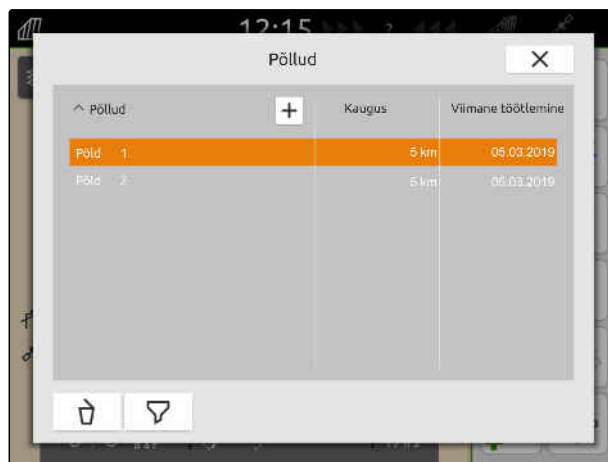 12:15
Põllud
^ Põllud + Kaugus Viimane töötlemine
Põld 1 5 km 05.03.2019
Põld 2 5 km 05.03.2019